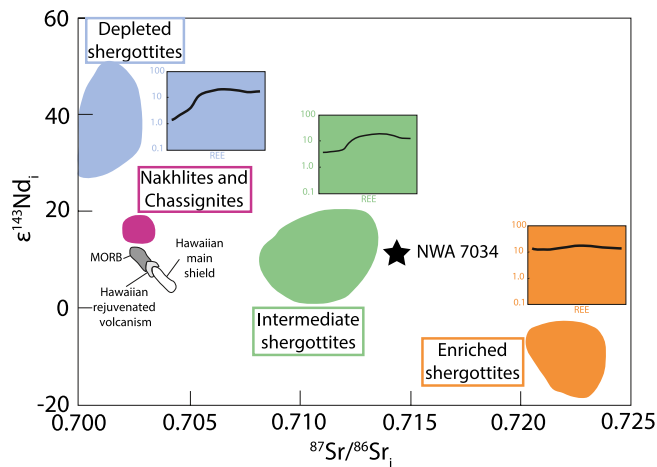 60
Depleted
shergottites
100
10
1.0
0.1
REE
40
100
10
1.0
0.1
REE
Nakhlites and
Chassignites
20
MORB
Hawaiian
main
shield
Hawaiian
rejuvenated
volcanism
NWA 7034
100
10
1.0
0.1
REE
0
Intermediate
shergottites
Enriched
shergottites
-20
ε¹⁴³Ndᵢ
0.700
0.705
0.710
0.715
0.720
0.725
⁸⁷Sr/⁸⁶Srᵢ